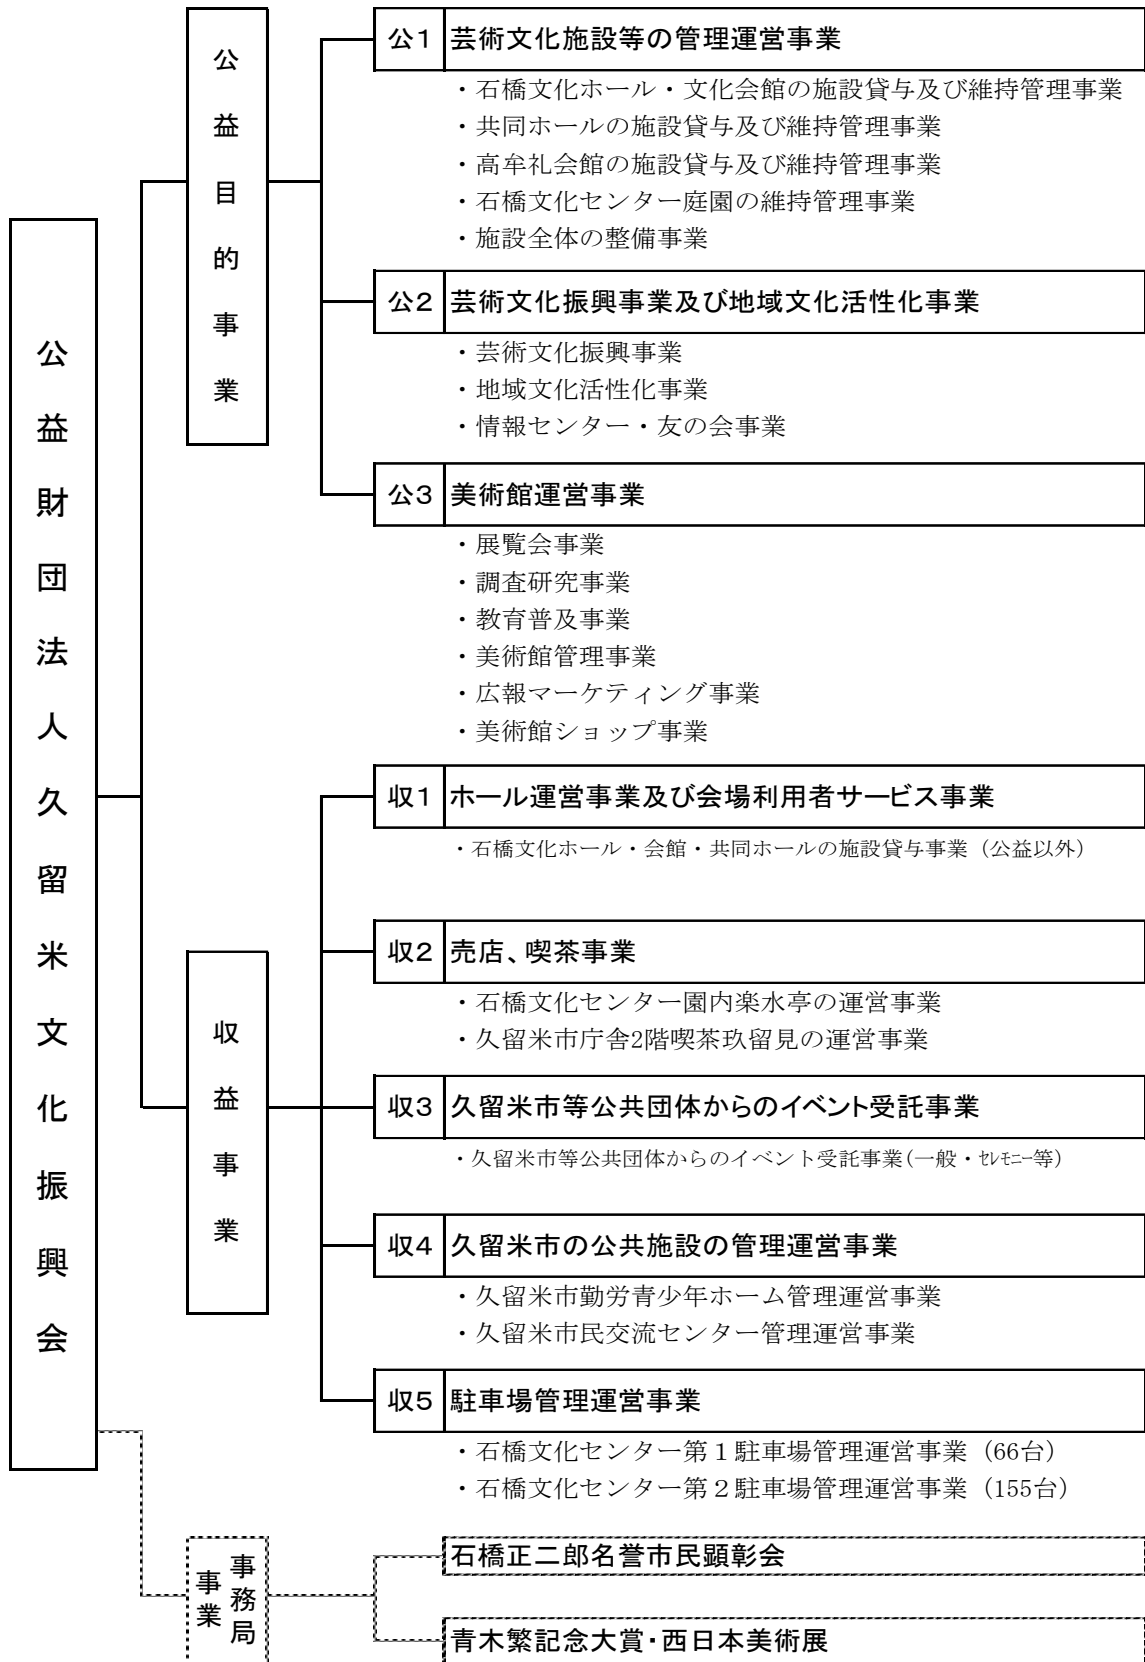 公益財団法人久留米文化振興会
公益目的事業
公1 芸術文化施設等の管理運営事業
・石橋文化ホール・文化会館の施設貸与及び維持管理事業
・共同ホールの施設貸与及び維持管理事業
・高牟礼会館の施設貸与及び維持管理事業
・石橋文化センター庭園の維持管理事業
・施設全体の整備事業
公2 芸術文化振興事業及び地域文化活性化事業
・芸術文化振興事業
・地域文化活性化事業
・情報センター・友の会事業
公3 美術館運営事業
・展覧会事業
・調査研究事業
・教育普及事業
・美術館管理事業
・広報マーケティング事業
・美術館ショップ事業
収益事業
収1 ホール運営事業及び会場利用者サービス事業
・石橋文化ホール・会館・共同ホールの施設貸与事業（公益以外）
収2 売店、喫茶事業
・石橋文化センター園内楽水亭の運営事業
・久留米市庁舎2階喫茶玖留見の運営事業
収3 久留米市等公共団体からのイベント受託事業
・久留米市等公共団体からのイベント受託事業(一般・ｾﾚﾓﾆｰ等)
収4 久留米市の公共施設の管理運営事業
・久留米市勤労青少年ホーム管理運営事業
・久留米市民交流センター管理運営事業
収5 駐車場管理運営事業
・石橋文化センター第１駐車場管理運営事業（66台）
・石橋文化センター第２駐車場管理運営事業（155台）
事務局
事業
石橋正二郎名誉市民顕彰会
青木繁記念大賞・西日本美術展